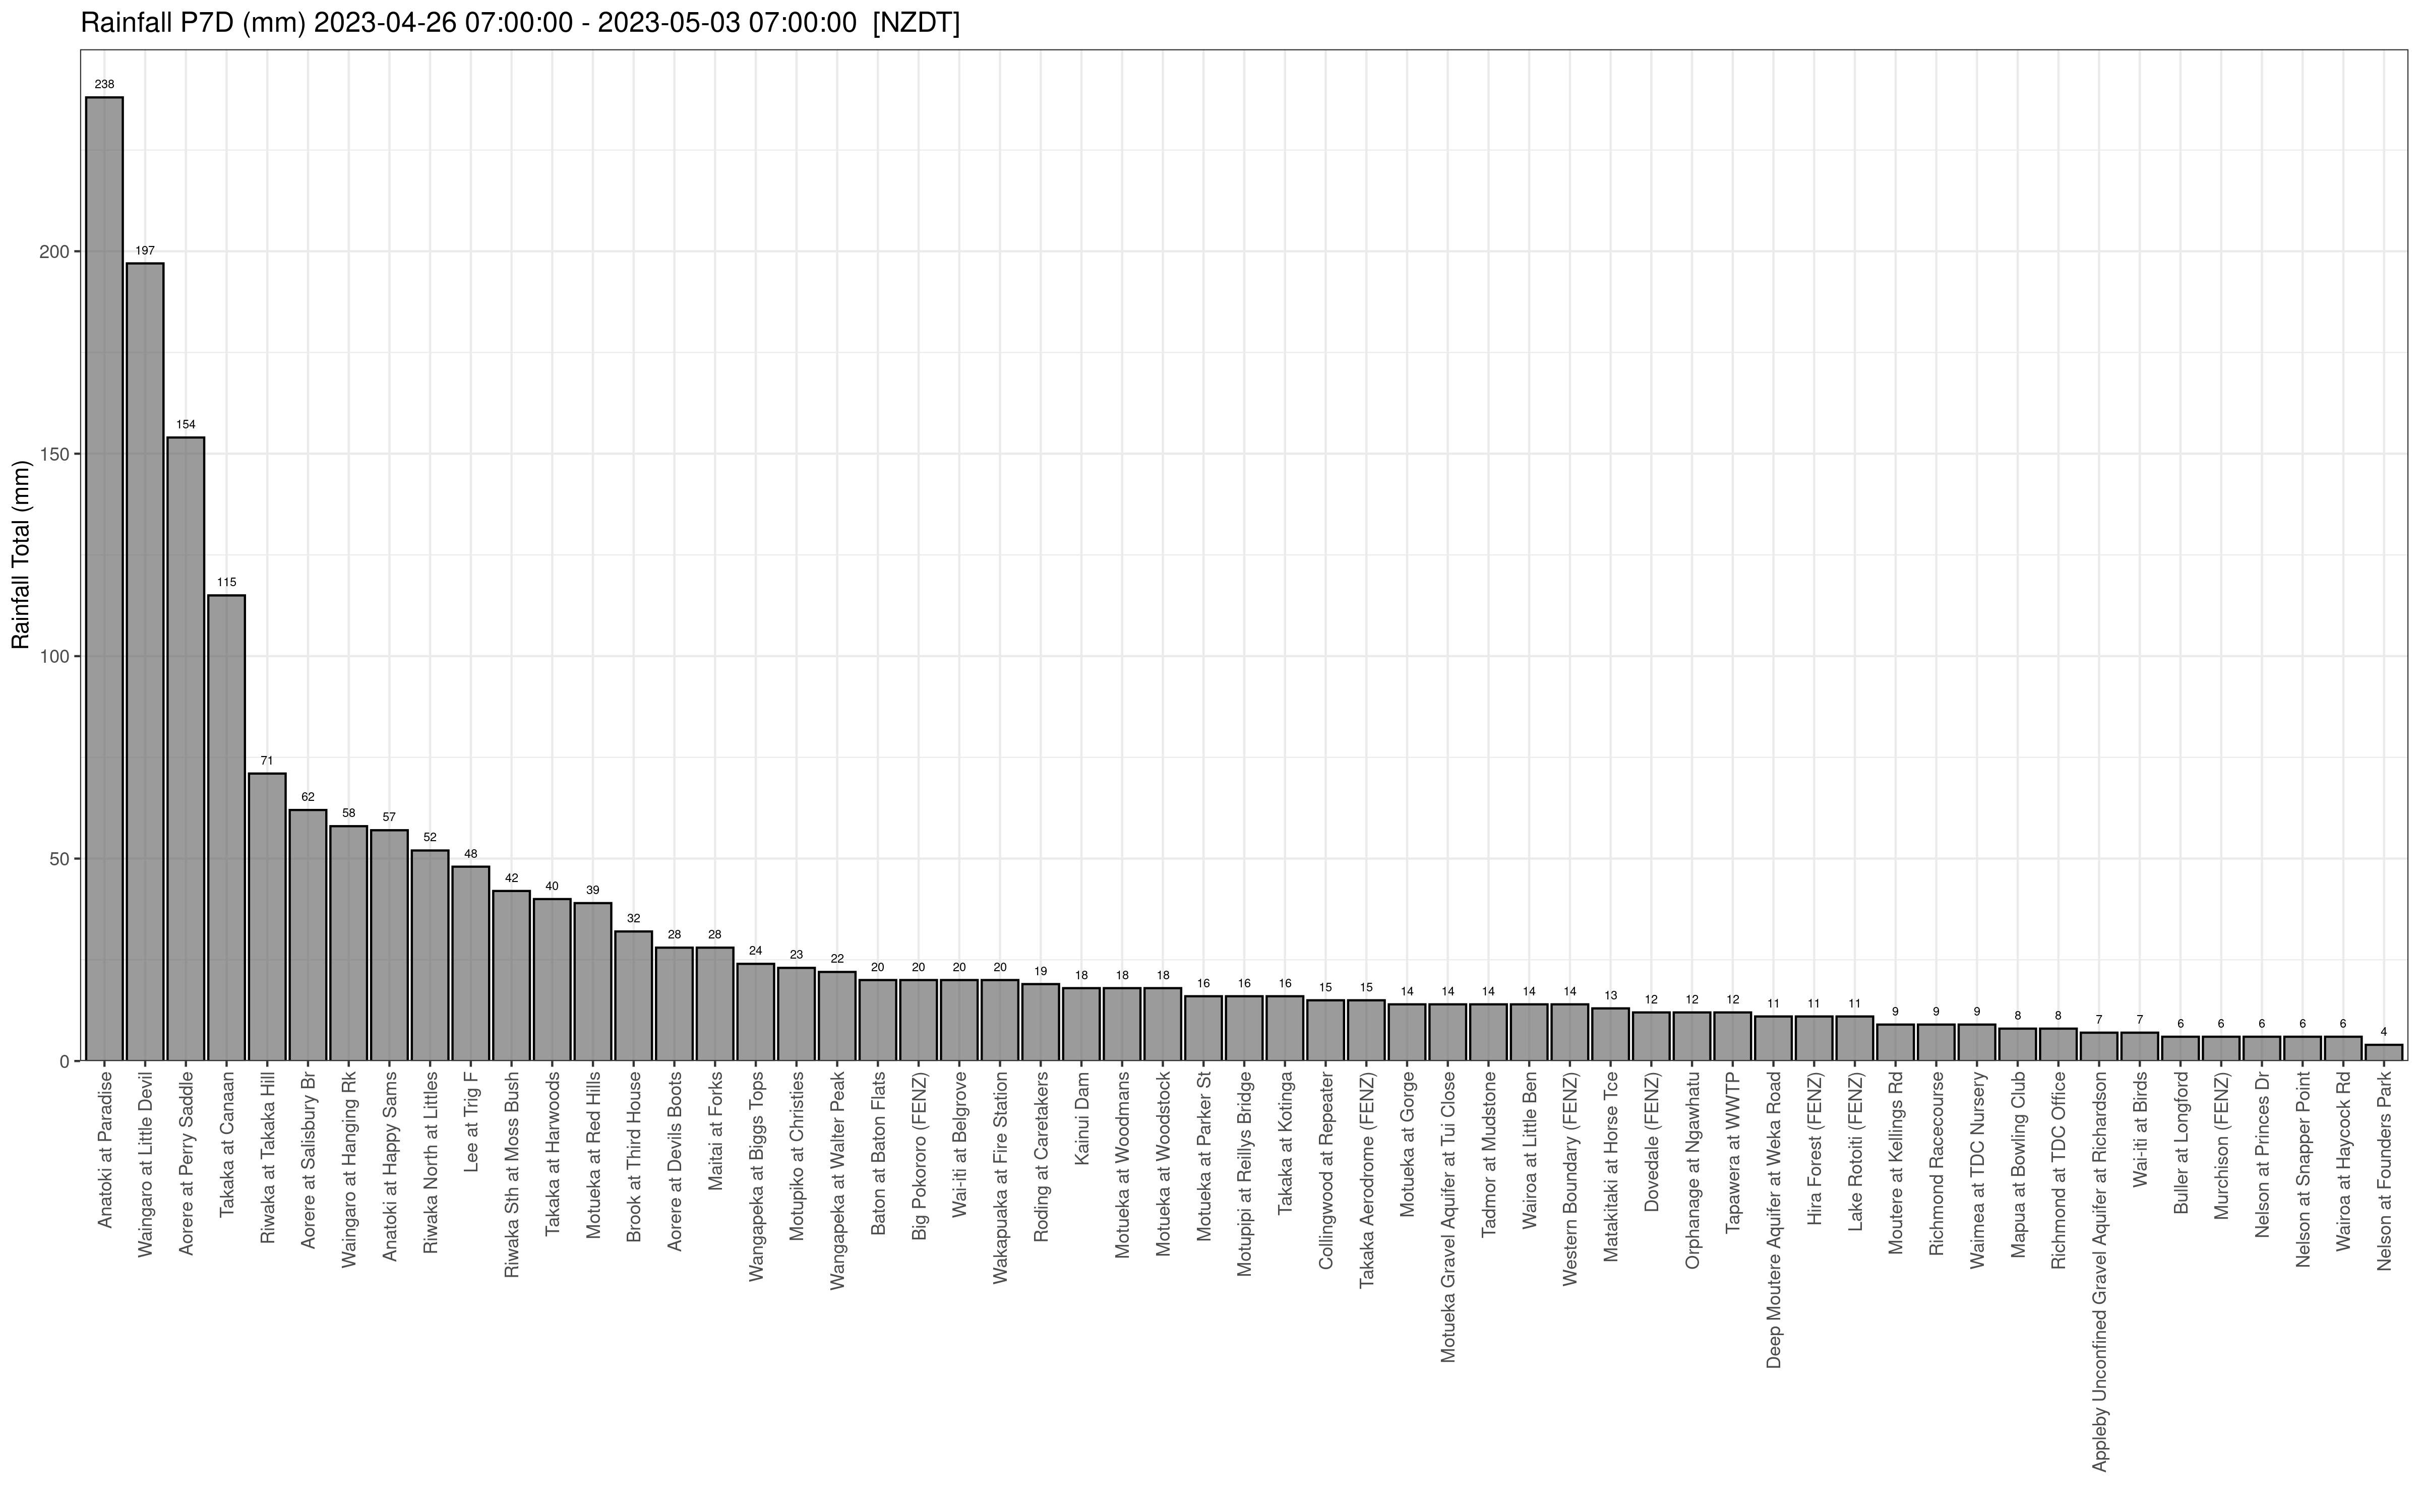 Rainfall P7D (mm) 2023-04-26 07:00:00 - 2023-05-03 07:00:00  [NZDT]
Rainfall Total (mm)
200
150
100
50
0
238
197
154
115
71
62
58
57
52
48
42
40
39
32
28
28
24
23
22
20
20
20
20
19
18
18
18
16
16
16
15
15
14
14
14
14
14
13
12
12
12
11
11
11
9
9
9
8
8
7
7
6
6
6
6
6
4
Anatoki at Paradise
Waingaro at Little Devil
Aorere at Perry Saddle
Takaka at Canaan
Riwaka at Takaka Hill
Aorere at Salisbury Br
Waingaro at Hanging Rk
Anatoki at Happy Sams
Riwaka North at Littles
Lee at Trig F
Riwaka Sth at Moss Bush
Takaka at Harwoods
Motueka at Red Hills
Brook at Third House
Aorere at Devils Boots
Maitai at Forks
Wangapeka at Biggs Tops
Motupiko at Christies
Wangapeka at Walter Peak
Baton at Baton Flats
Big Pokororo (FENZ)
Wai-iti at Belgrove
Wakapuaka at Fire Station
Roding at Caretakers
Kainui Dam
Motueka at Woodmans
Motueka at Woodstock
Motueka at Parker St
Motupipi at Reillys Bridge
Takaka at Kotinga
Collingwood at Repeater
Takaka Aerodrome (FENZ)
Motueka at Gorge
Motueka Gravel Aquifer at Tui Close
Tadmor at Mudstone
Wairoa at Little Ben
Western Boundary (FENZ)
Matakitaki at Horse Tce
Dovedale (FENZ)
Orphanage at Ngawhatu
Tapawera at WWTP
Deep Moutere Aquifer at Weka Road
Hira Forest (FENZ)
Lake Rotoiti (FENZ)
Moutere at Kellings Rd
Richmond Racecourse
Waimea at TDC Nursery
Mapua at Bowling Club
Richmond at TDC Office
Appleby Unconfined Gravel Aquifer at Richardson
Wai-iti at Birds
Buller at Longford
Murchison (FENZ)
Nelson at Princes Dr
Nelson at Snapper Point
Wairoa at Haycock Rd
Nelson at Founders Park